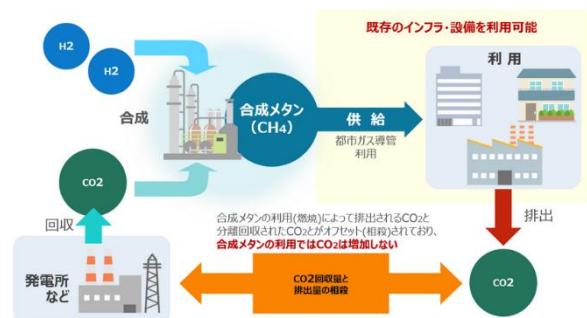 既存のインフラ・設備を利用可能
H2
H2
合成
合成メタン
(CH4)
供 給
都市ガス導管
利用
利 用
CO2
回収
発電所
など
合成メタンの利用(燃焼)によって排出されるCO₂と
分離回収されたCO₂とがオフセット(相殺)されており、
合成メタンの利用ではCO₂は増加しない
CO2回収量と
排出量の相殺
排出
CO2